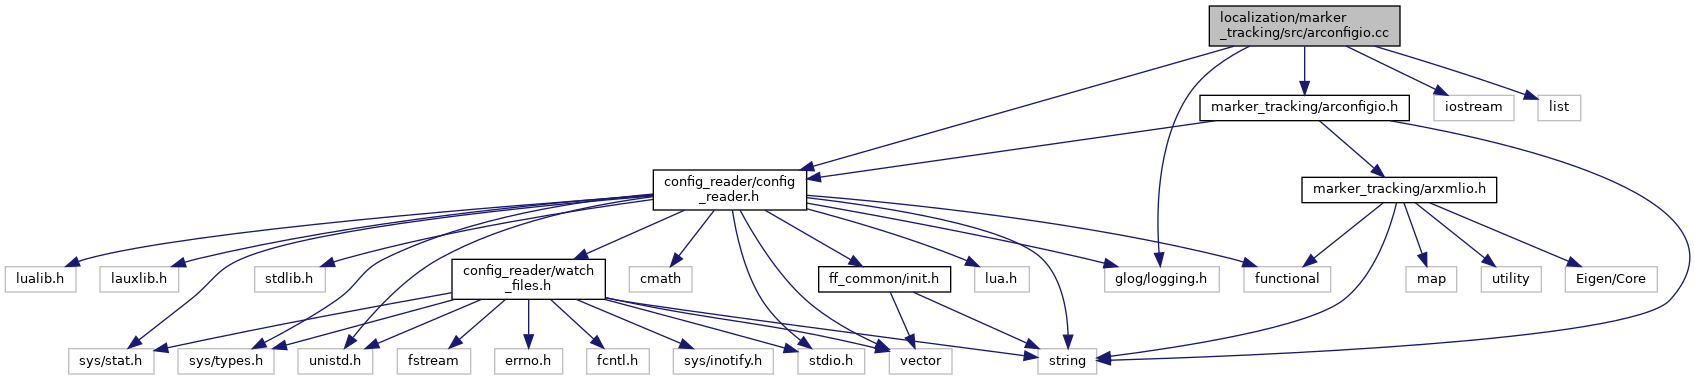 localization/marker
_tracking/src/arconfigio.cc
marker_tracking/arconfigio.h
iostream
list
config_reader/config
_reader.h
marker_tracking/arxmlio.h
lualib.h
lauxlib.h
stdlib.h
config_reader/watch
_files.h
cmath
ff_common/init.h
lua.h
glog/logging.h
functional
map
utility
Eigen/Core
sys/stat.h
sys/types.h
unistd.h
fstream
errno.h
fcntl.h
sys/inotify.h
stdio.h
vector
string